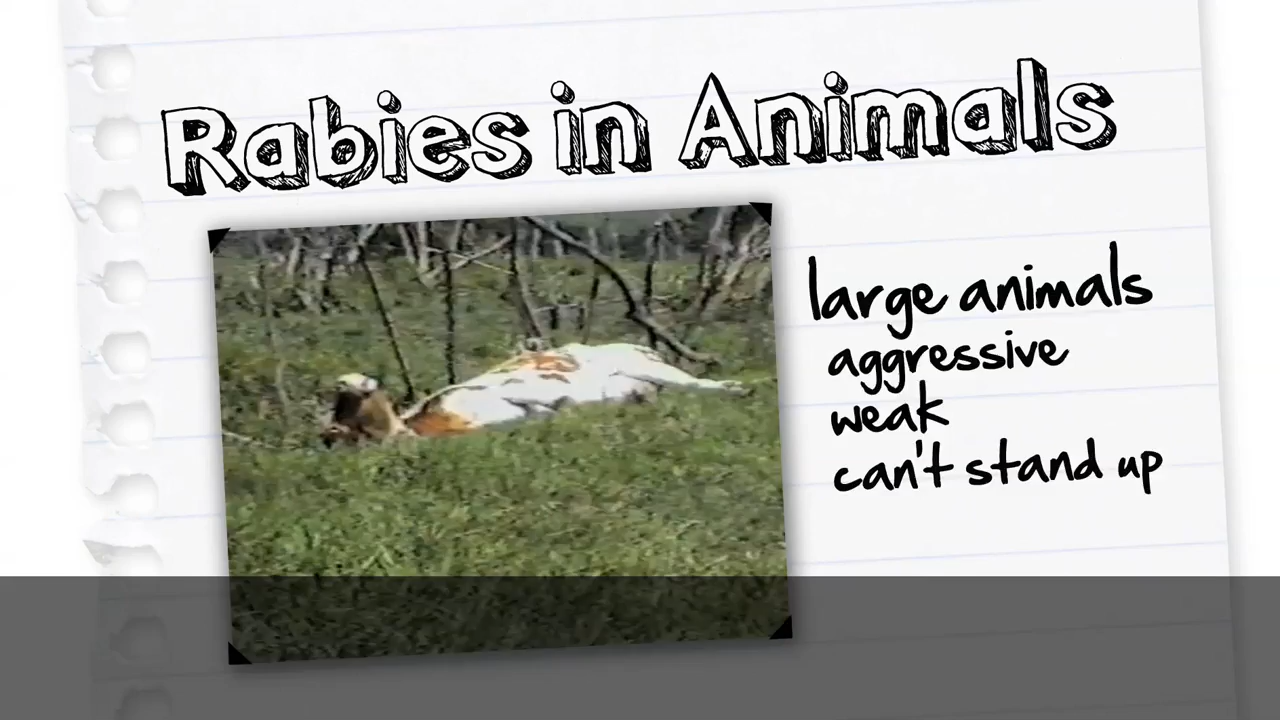 Rabies in Animals
large animals
aggressive
weak
can't stand up